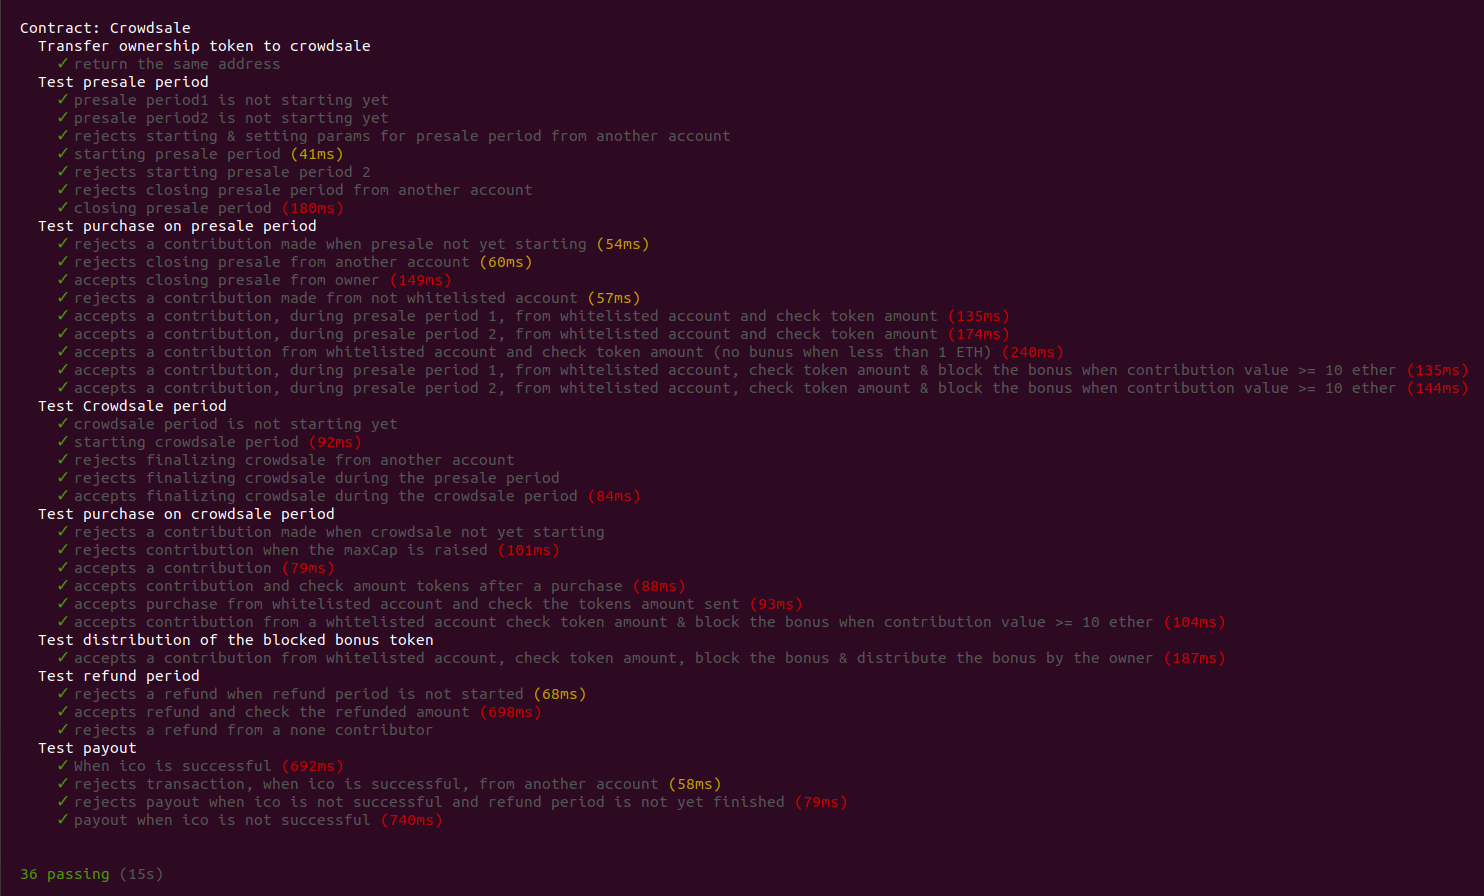 Contract: Crowdsale
Transfer ownership token to crowdsale
✓ return the same address
Test presale period
✓ presale period1 is not starting yet
✓ presale period2 is not starting yet
✓ rejects starting & setting params for presale period from another account
✓ starting presale period (41ms)
✓ rejects starting presale period 2
✓ rejects closing presale period from another account
✓ closing presale period (180ms)
Test purchase on presale period
✓ rejects a contribution made when presale not yet starting (54ms)
✓ rejects closing presale from another account (60ms)
✓ accepts closing presale from owner (149ms)
✓ rejects a contribution made from not whitelisted account (57ms)
✓ accepts a contribution, during presale period 1, from whitelisted account and check token amount (135ms)
✓ accepts a contribution, during presale period 2, from whitelisted account and check token amount (174ms)
✓ accepts a contribution from whitelisted account and check token amount (no bunus when less than 1 ETH) (240ms)
✓ accepts a contribution, during presale period 1, from whitelisted account, check token amount & block the bonus when contribution value >= 10 ether (135ms)
✓ accepts a contribution, during presale period 2, from whitelisted account, check token amount & block the bonus when contribution value >= 10 ether (144ms)
Test Crowdsale period
✓ crowdsale period is not starting yet
✓ starting crowdsale period (92ms)
✓ rejects finalizing crowdsale from another account
✓ rejects finalizing crowdsale during the presale period
✓ accepts finalizing crowdsale during the crowdsale period (84ms)
Test purchase on crowdsale period
✓ rejects a contribution made when crowdsale not yet starting
✓ rejects contribution when the maxCap is raised (101ms)
✓ accepts a contribution (79ms)
✓ accepts contribution and check amount tokens after a purchase (88ms)
✓ accepts purchase from whitelisted account and check the tokens amount sent (93ms)
✓ accepts contribution from a whitelisted account check token amount & block the bonus when contribution value >= 10 ether (104ms)
Test distribution of the blocked bonus token
✓ accepts a contribution from whitelisted account, check token amount, block the bonus & distribute the bonus by the owner (187ms)
Test refund period
✓ rejects a refund when refund period is not started (68ms)
✓ accepts refund and check the refunded amount (698ms)
✓ rejects a refund from a none contributor
Test payout
✓ When ico is successful (692ms)
✓ rejects transaction, when ico is successful, from another account (58ms)
✓ rejects payout when ico is not successful and refund period is not yet finished (79ms)
✓ payout when ico is not successful (740ms)
36 passing (15s)